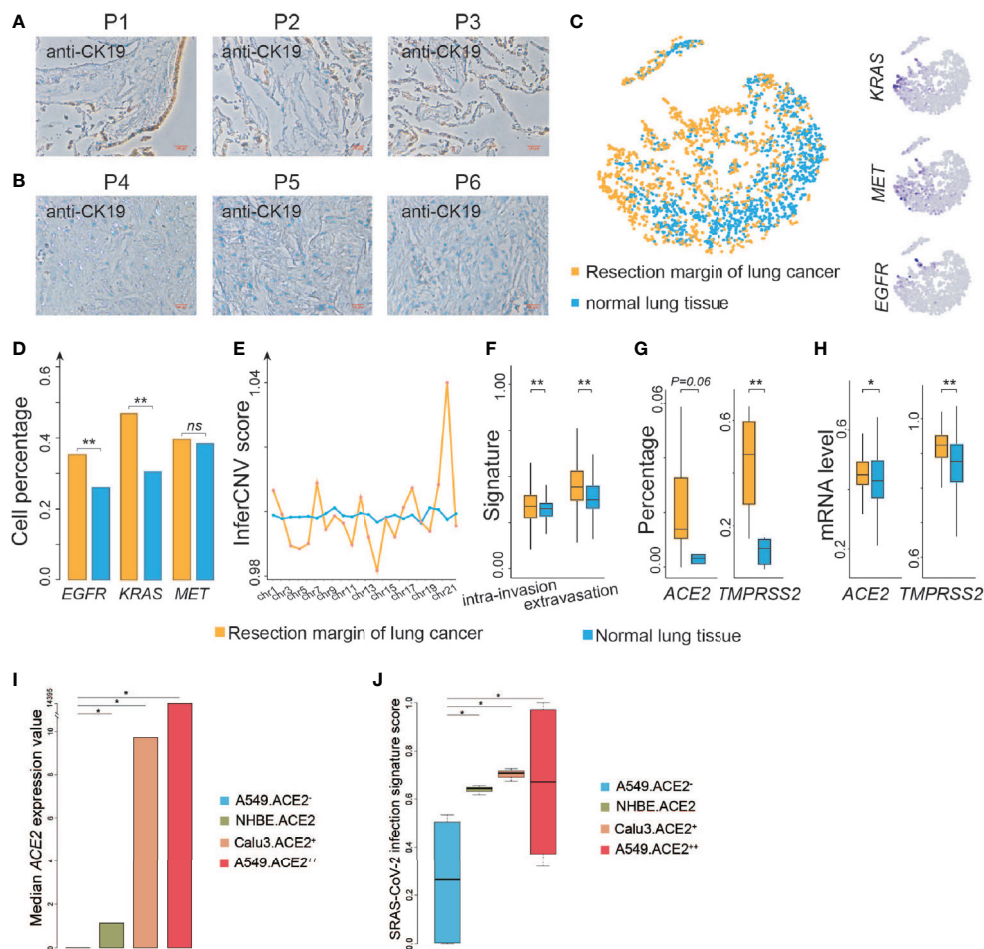 A
P1
P2
P3
anti-CK19
anti-CK19
anti-CK19
B
P4
P5
P6
anti-CK19
anti-CK19
anti-CK19
C
Resection margin of lung cancer
normal lung tissue
KRAS
MET
EGFR
D
Cell percentage
0.6
0.4
0.2
0.0
**
**
ns
EGFR KRAS MET
E
InferCNV score
1.04
0.98
chr1
chr3
chr5
chr7
chr9
chr11
chr13
chr15
chr17
chr19
chr21
F
Signature
1.00
0.00
**
**
intra-invasion
extravasation
G
Percentage
0.06
0.00
P=0.06
0.2
**
ACE2 TMPRSS2
H
mRNA level
0.6
0.2
*
1.0
0.6
**
ACE2 TMPRSS2
Resection margin of lung cancer
Normal lung tissue
I
Median ACE2 expression value
14395
10
8
6
4
2
0
*
*
*
A549.ACE2-
NHBE.ACE2
Calu3.ACE2+
J
SRAS-CoV-2 infection signature score
1.0
0.8
0.6
0.4
0.2
0.0
*
*
*
A549.ACE2-
NHBE.ACE2
Calu3.ACE2+
A549.ACE2++